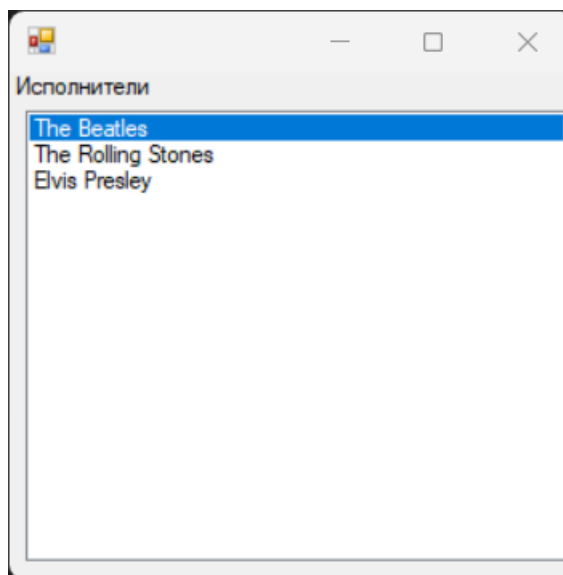 Исполнители
The Beatles
The Rolling Stones
Elvis Presley